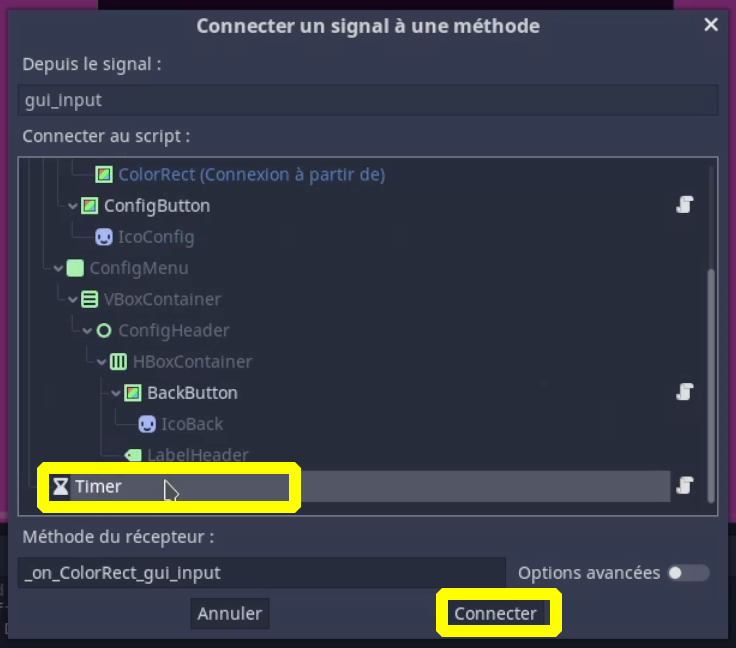 Connecter un signal à une méthode
Depuis le signal :
gui_input
Connecter au script :
ColorRect (Connexion à partir de)
ConfigButton
IcoConfig
ConfigMenu
VBoxContainer
ConfigHeader
HBoxContainer
BackButton
IcoBack
LabelHeader
Timer
Méthode du récepteur :
_on_ColorRect_gui_input Options avancées
Annuler Connecter